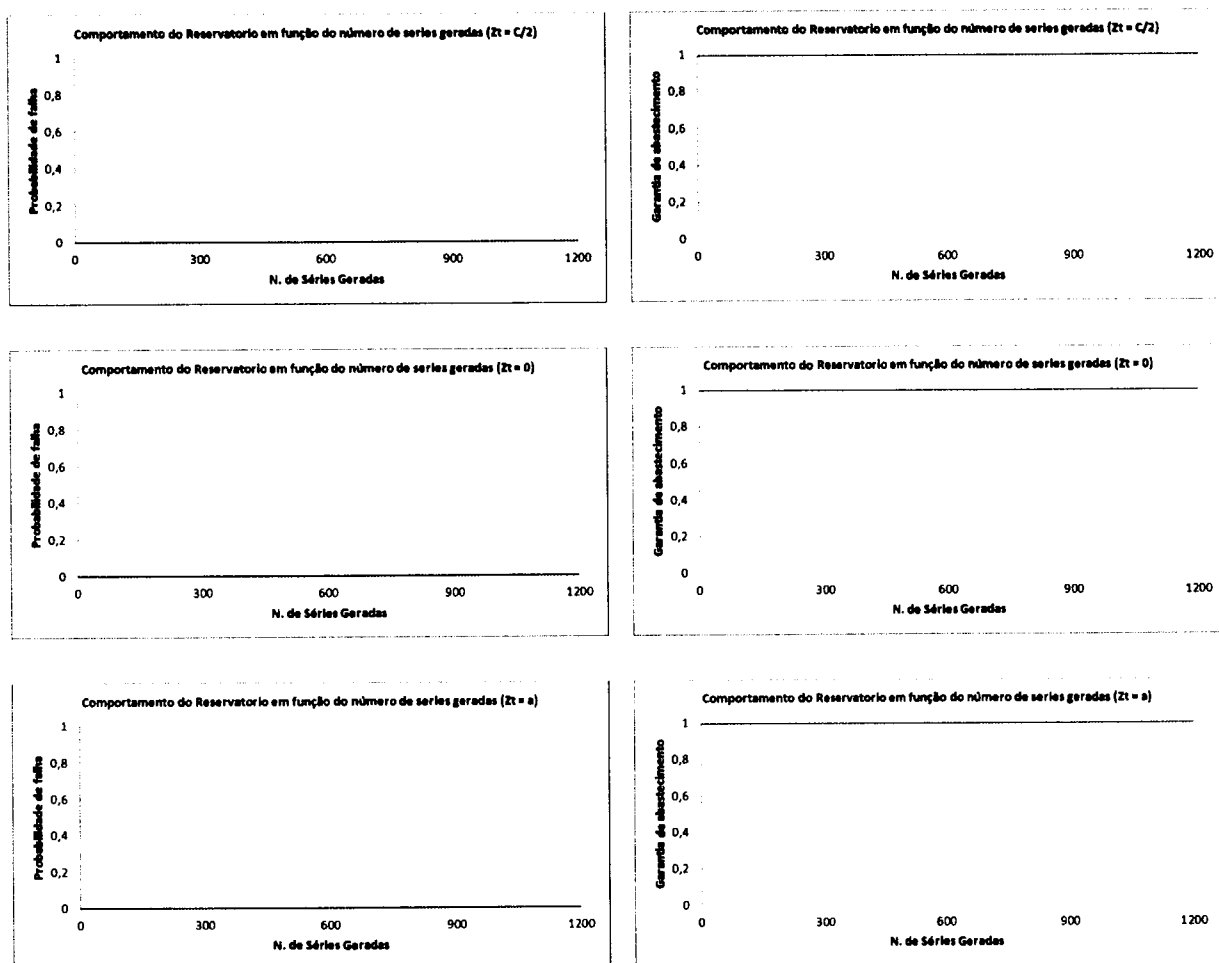 Comportamento do Reservatorio em função do número de series geradas (Zt = C/2)
Probabilidade de falha
1
0,8
0,6
0,4
0,2
0
0 300 600 900 1200
N. de Séries Geradas
Comportamento do Reservatorio em função do número de series geradas (Zt = C/2)
Garantia de abastecimento
1
0,8
0,6
0,4
0,2
0
0 300 600 900 1200
N. de Séries Geradas
Comportamento do Reservatorio em função do número de series geradas (Zt = 0)
Probabilidade de falha
1
0,8
0,6
0,4
0,2
0
0 300 600 900 1200
N. de Séries Geradas
Comportamento do Reservatorio em função do número de series geradas (Zt = 0)
Garantia de abastecimento
1
0,8
0,6
0,4
0,2
0
0 300 600 900 1200
N. de Séries Geradas
Comportamento do Reservatorio em função do número de series geradas (Zt = a)
Probabilidade de falha
1
0,8
0,6
0,4
0,2
0
0 300 600 900 1200
N. de Séries Geradas
Comportamento do Reservatorio em função do número de series geradas (Zt = a)
Garantia de abastecimento
1
0,8
0,6
0,4
0,2
0
0 300 600 900 1200
N. de Séries Geradas